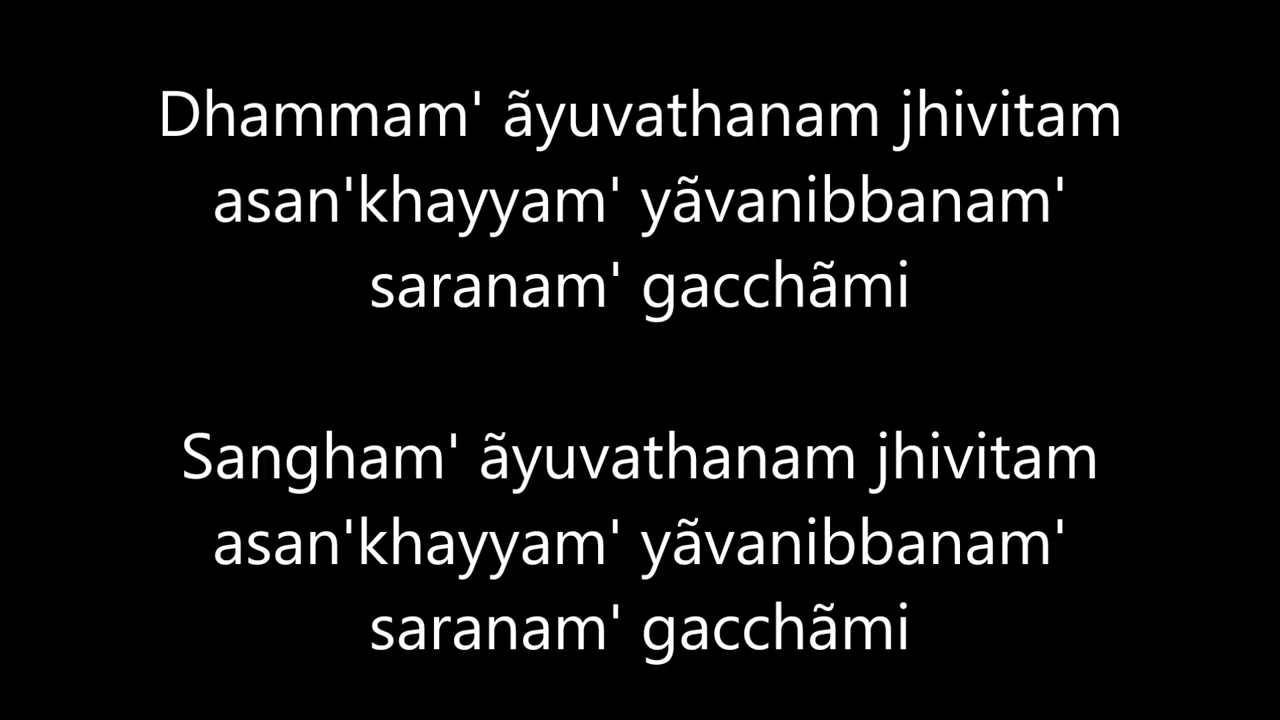 Dhammam' ãyuvathanam jhivitam
asan'khayyam' yãvanibbanam'
saranam' gacchãmi
Sangham' ãyuvathanam jhivitam
asan'khayyam' yãvanibbanam'
saranam' gacchãmi